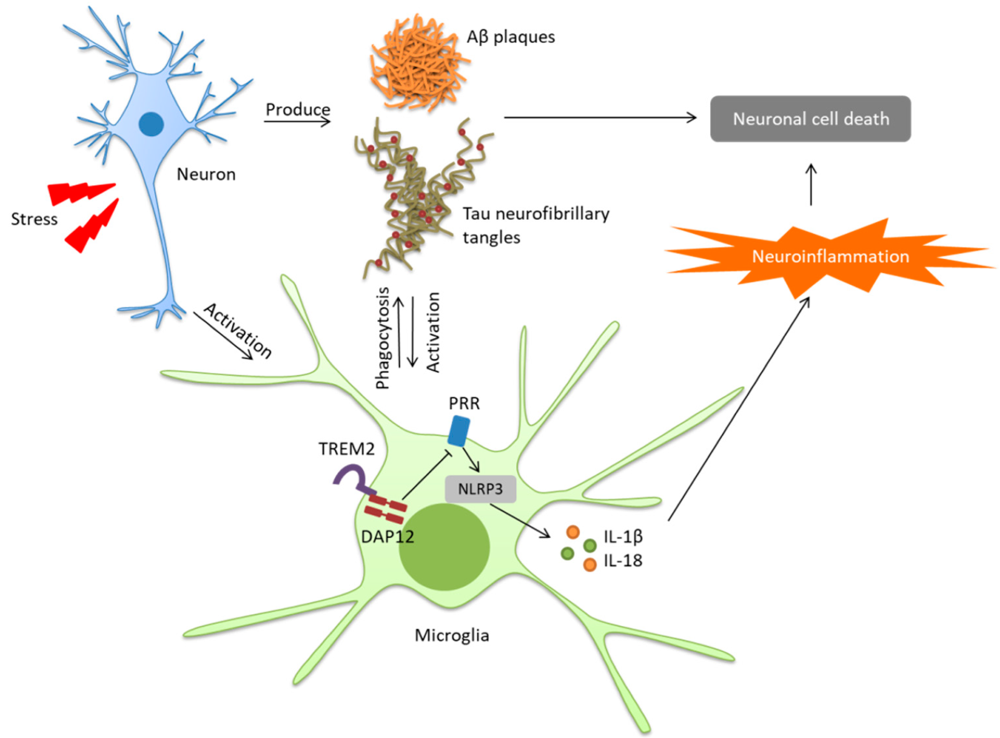 Aβ plaques
Produce
Neuronal cell death
Neuron
Stress
Tau neurofibrillary
tangles
Neuroinflammation
Activation
Phagocytosis
Activation
PRR
TREM2
NLRP3
DAP12
IL-1β
IL-18
Microglia